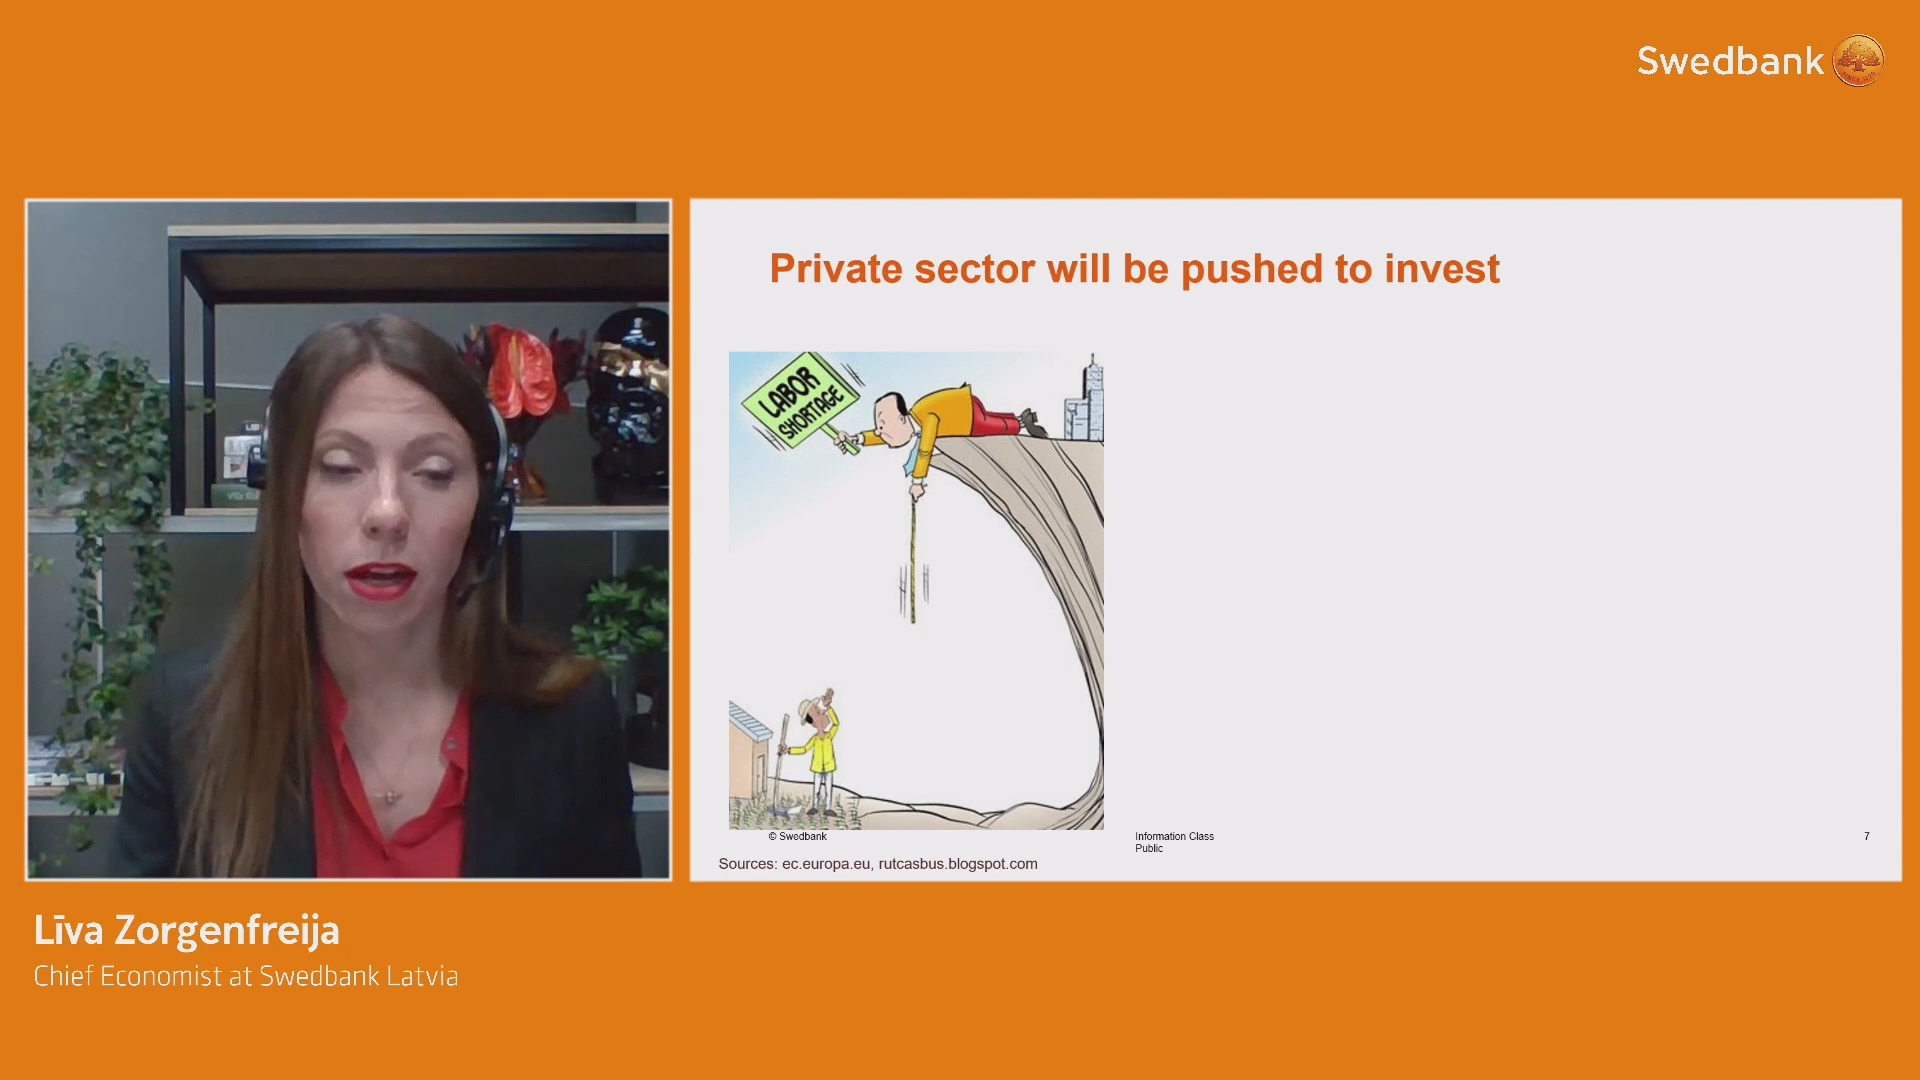 Swedbank
Private sector will be pushed to invest
LABOR
SHORTAGE
© Swedbank
Information Class
Public
7
Sources: ec.europa.eu, rutcasbus.blogspot.com
Līva Zorgenfreija
Chief Economist at Swedbank Latvia